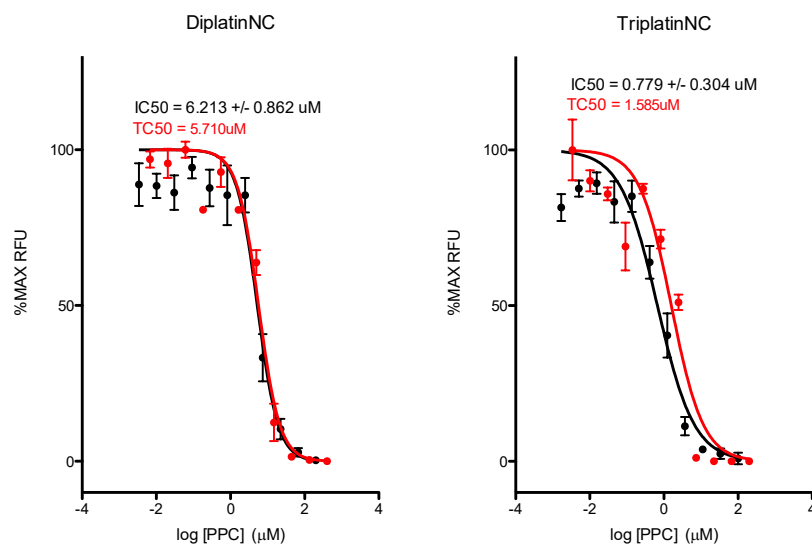 DiplatinNC
IC50 = 6.213 +/- 0.862 uM
TC50 = 5.710uM
100
50
0
%MAX RFU
-4
-2
0
2
4
log [PPC] (μM)
TriplatinNC
IC50 = 0.779 +/- 0.304 uM
TC50 = 1.585uM
100
50
0
%MAX RFU
-4
-2
0
2
4
log [PPC] (μM)